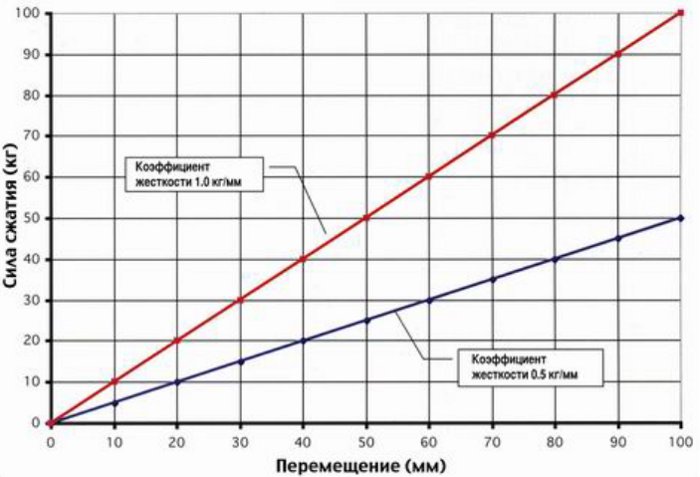 100
90
80
70
60
50
40
30
20
10
0
Сила сжатия (кг)
Коэффициент
жесткости 1.0 кг/мм
Коэффициент
жесткости 0.5 кг/мм
0 10 20 30 40 50 60 70 80 90 100
Перемещение (мм)